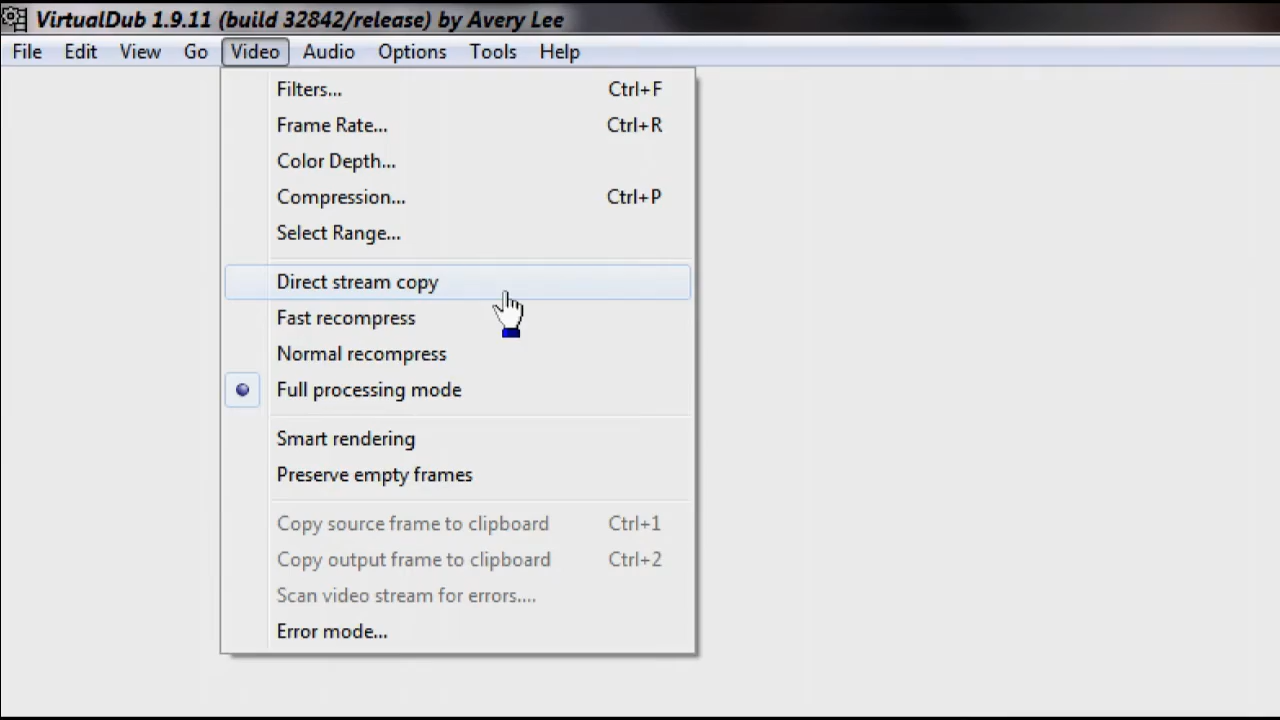 VirtualDub 1.9.11 (build 32842/release) by Avery Lee
File Edit View Go Video Audio Options Tools Help
Filters... Ctrl+F
Frame Rate... Ctrl+R
Color Depth...
Compression... Ctrl+P
Select Range...
Direct stream copy
Fast recompress
Normal recompress
Full processing mode
Smart rendering
Preserve empty frames
Copy source frame to clipboard Ctrl+1
Copy output frame to clipboard Ctrl+2
Scan video stream for errors....
Error mode...